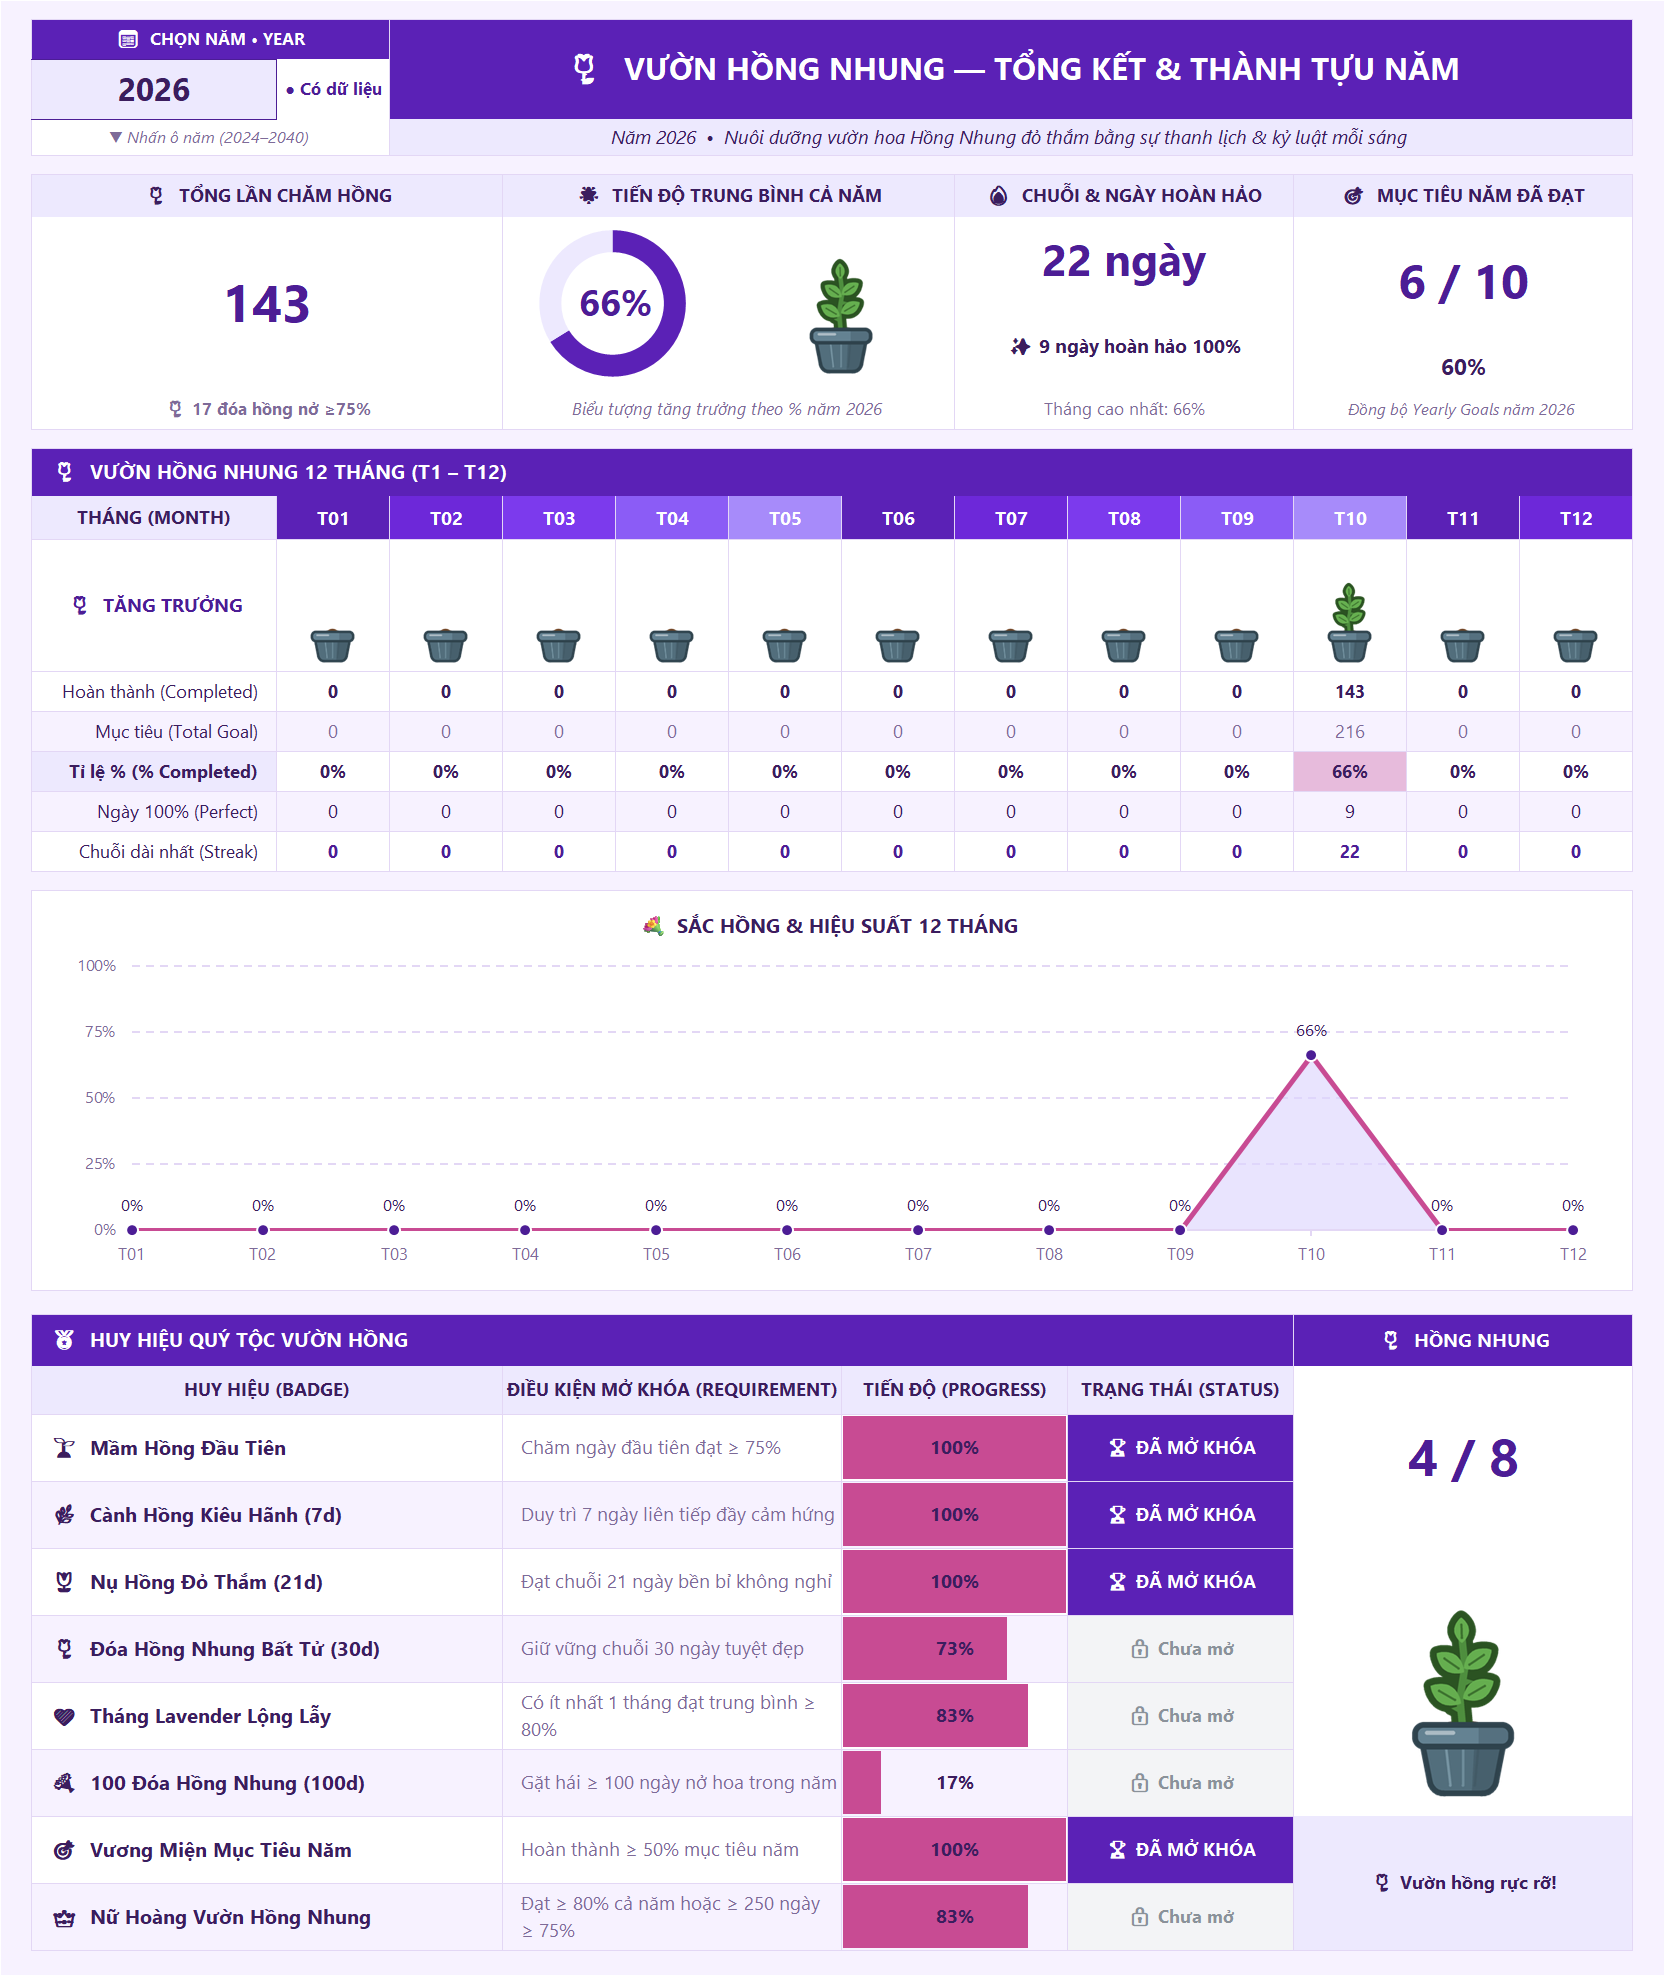 CHỌN NĂM • YEAR
2026
● Có dữ liệu
▼ Nhấn ô năm (2024–2040)
VƯỜN HỒNG NHUNG — TỔNG KẾT & THÀNH TỰU NĂM
Năm 2026 • Nuôi dưỡng vườn hoa Hồng Nhung đỏ thắm bằng sự thanh lịch & kỷ luật mỗi sáng
TỔNG LẦN CHĂM HỒNG
143
17 đóa hồng nở ≥75%
TIẾN ĐỘ TRUNG BÌNH CẢ NĂM
66%
Biểu tượng tăng trưởng theo % năm 2026
CHUỖI & NGÀY HOÀN HẢO
22 ngày
9 ngày hoàn hảo 100%
Tháng cao nhất: 66%
MỤC TIÊU NĂM ĐÃ ĐẠT
6 / 10
60%
Đồng bộ Yearly Goals năm 2026
VƯỜN HỒNG NHUNG 12 THÁNG (T1 – T12)
THÁNG (MONTH) T01 T02 T03 T04 T05 T06 T07 T08 T09 T10 T11 T12
TĂNG TRƯỞNG
Hoàn thành (Completed) 0 0 0 0 0 0 0 0 0 143 0 0
Mục tiêu (Total Goal) 0 0 0 0 0 0 0 0 0 216 0 0
Tỉ lệ % (% Completed) 0% 0% 0% 0% 0% 0% 0% 0% 0% 66% 0% 0%
Ngày 100% (Perfect) 0 0 0 0 0 0 0 0 0 9 0 0
Chuỗi dài nhất (Streak) 0 0 0 0 0 0 0 0 0 22 0 0
SẮC HỒNG & HIỆU SUẤT 12 THÁNG
100%
75%
66%
50%
25%
0% 0% 0% 0% 0% 0% 0% 0% 0% 0% 0%
0%
T01 T02 T03 T04 T05 T06 T07 T08 T09 T10 T11 T12
HUY HIỆU QUÝ TỘC VƯỜN HỒNG
HUY HIỆU (BADGE) ĐIỀU KIỆN MỞ KHÓA (REQUIREMENT) TIẾN ĐỘ (PROGRESS) TRẠNG THÁI (STATUS)
Mầm Hồng Đầu Tiên Chăm ngày đầu tiên đạt ≥ 75% 100% ĐÃ MỞ KHÓA
Cành Hồng Kiêu Hãnh (7d) Duy trì 7 ngày liên tiếp đầy cảm hứng 100% ĐÃ MỞ KHÓA
Nụ Hồng Đỏ Thắm (21d) Đạt chuỗi 21 ngày bền bỉ không nghỉ 100% ĐÃ MỞ KHÓA
Đóa Hồng Nhung Bất Tử (30d) Giữ vững chuỗi 30 ngày tuyệt đẹp 73% Chưa mở
Tháng Lavender Lộng Lẫy Có ít nhất 1 tháng đạt trung bình ≥
80% 83% Chưa mở
100 Đóa Hồng Nhung (100d) Gặt hái ≥ 100 ngày nở hoa trong năm 17% Chưa mở
Vương Miện Mục Tiêu Năm Hoàn thành ≥ 50% mục tiêu năm 100% ĐÃ MỞ KHÓA
Nữ Hoàng Vườn Hồng Nhung Đạt ≥ 80% cả năm hoặc ≥ 250 ngày
≥ 75% 83% Chưa mở
HỒNG NHUNG
4 / 8
Vườn hồng rực rỡ!